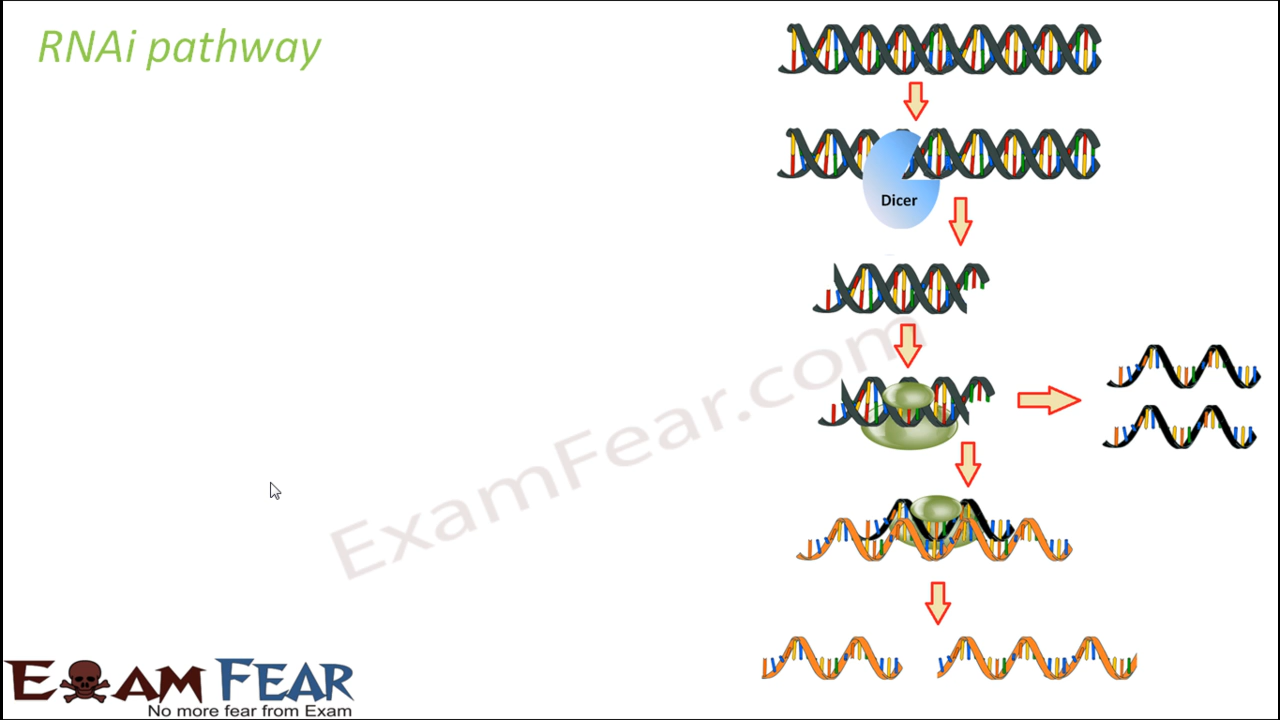 RNAi pathway
Dicer
ExamFear.com
EXAM FEAR
No more fear from Exam